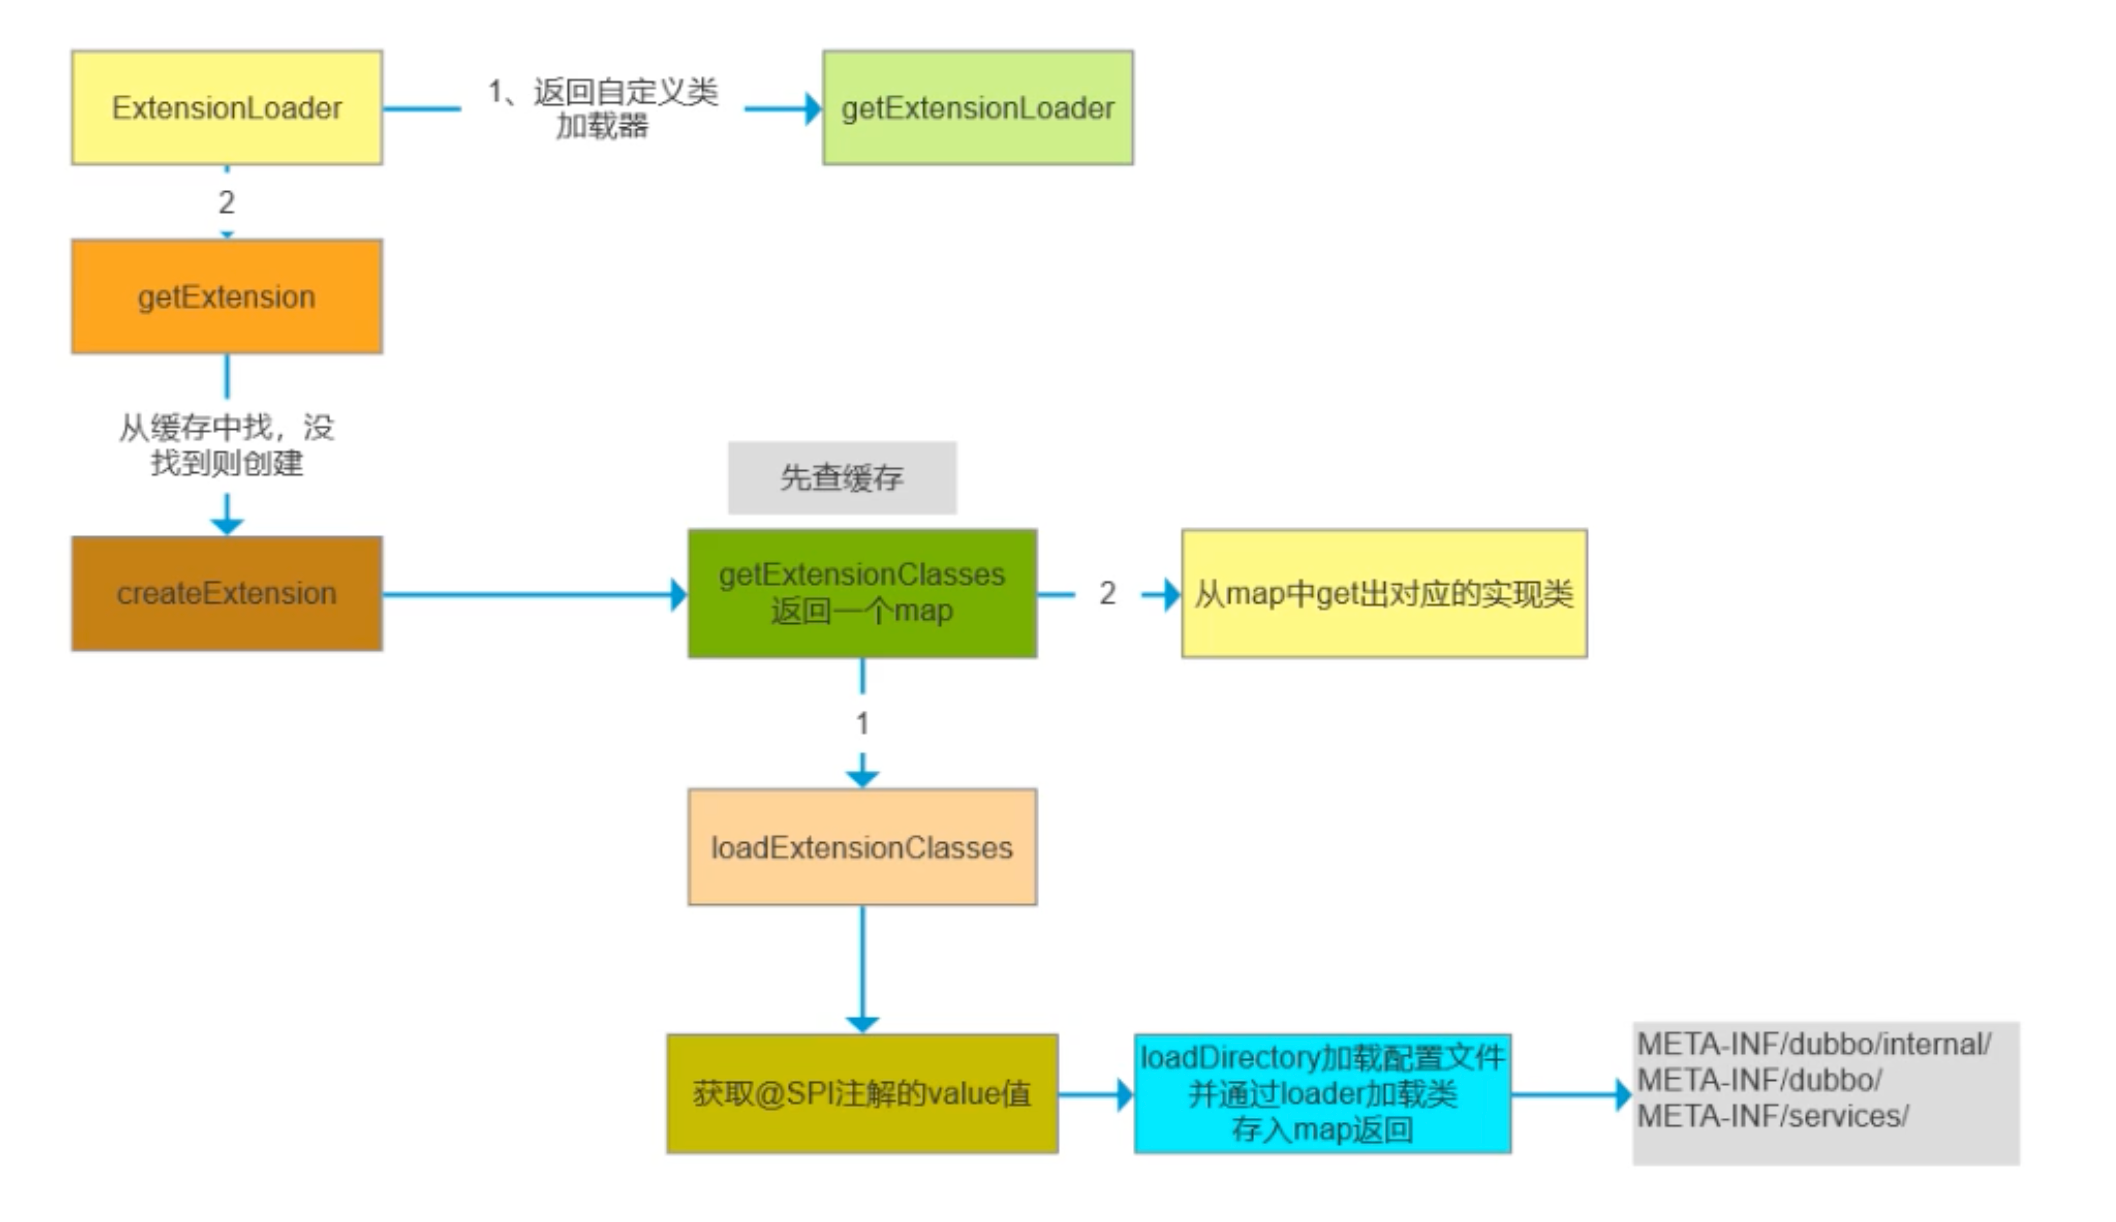 ExtensionLoader
1、返回自定义类
加载器
getExtensionLoader
2
getExtension
从缓存中找，没
找到则创建
先查缓存
createExtension
getExtensionClasses
返回一个map
2
从map中get出对应的实现类
1
loadExtensionClasses
获取@SPI注解的value值
loadDirectory加载配置文件
并通过loader加载类
存入map返回
META-INF/dubbo/internal/
META-INF/dubbo/
META-INF/services/